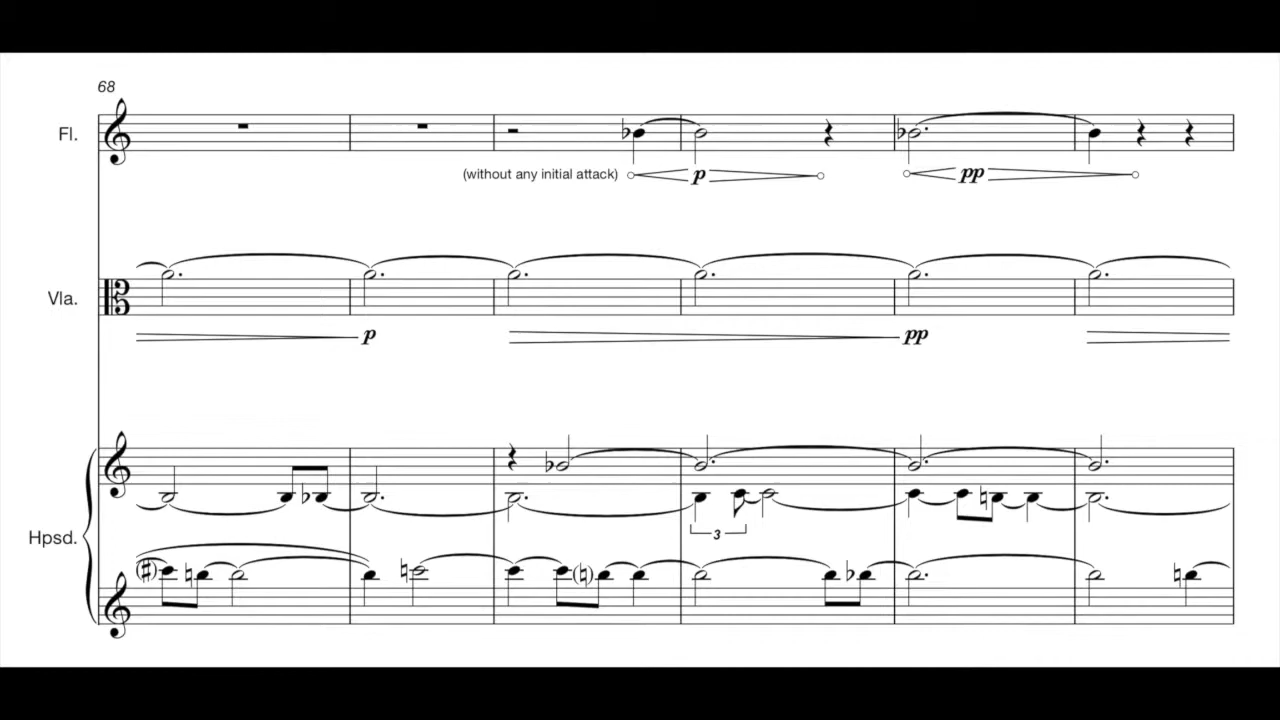 68
Fl.
(without any initial attack) p pp
Vla.
p pp
Hpsd.
3